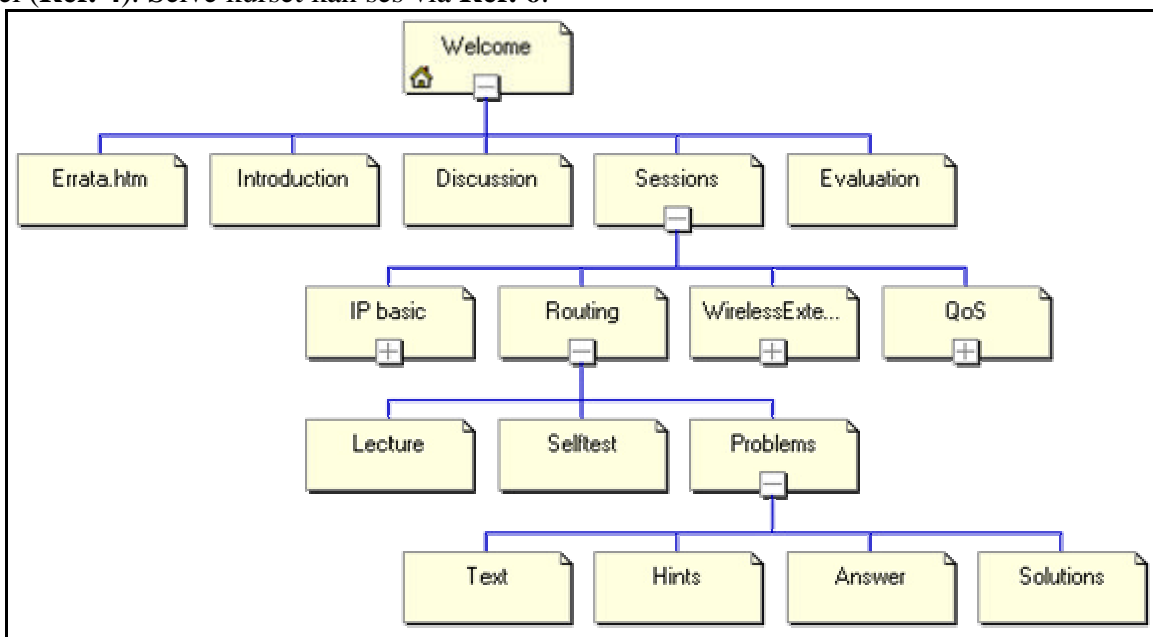 Welcome
Errata.htm Introduction Discussion Sessions Evaluation
IP basic Routing WirelessExte... QoS
Lecture Selftest Problems
Text Hints Answer Solutions